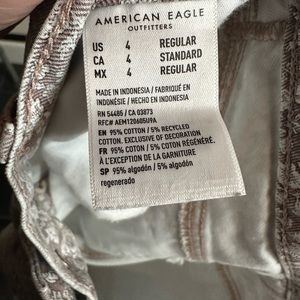 AMERICAN EAGLE
OUTFITTERS
US 4 REGULAR
CA 4 STANDARD
MX 4 REGULAR
MADE IN INDONESIA / FABRIQUÉ EN
INDONÉSIE / HECHO EN INDONESIA
RN 54485 / CA 03873
RFC# AEM120605U9A
EN 95% COTTON / 5% RECYCLED
COTTON. EXCLUSIVE OF DECORATION
FR 95% COTON / 5% COTON RÉGÉNÉRÉ.
À L'EXCEPTION DE LA GARNITURE
SP 95% algodón / 5% algodón
regenerado